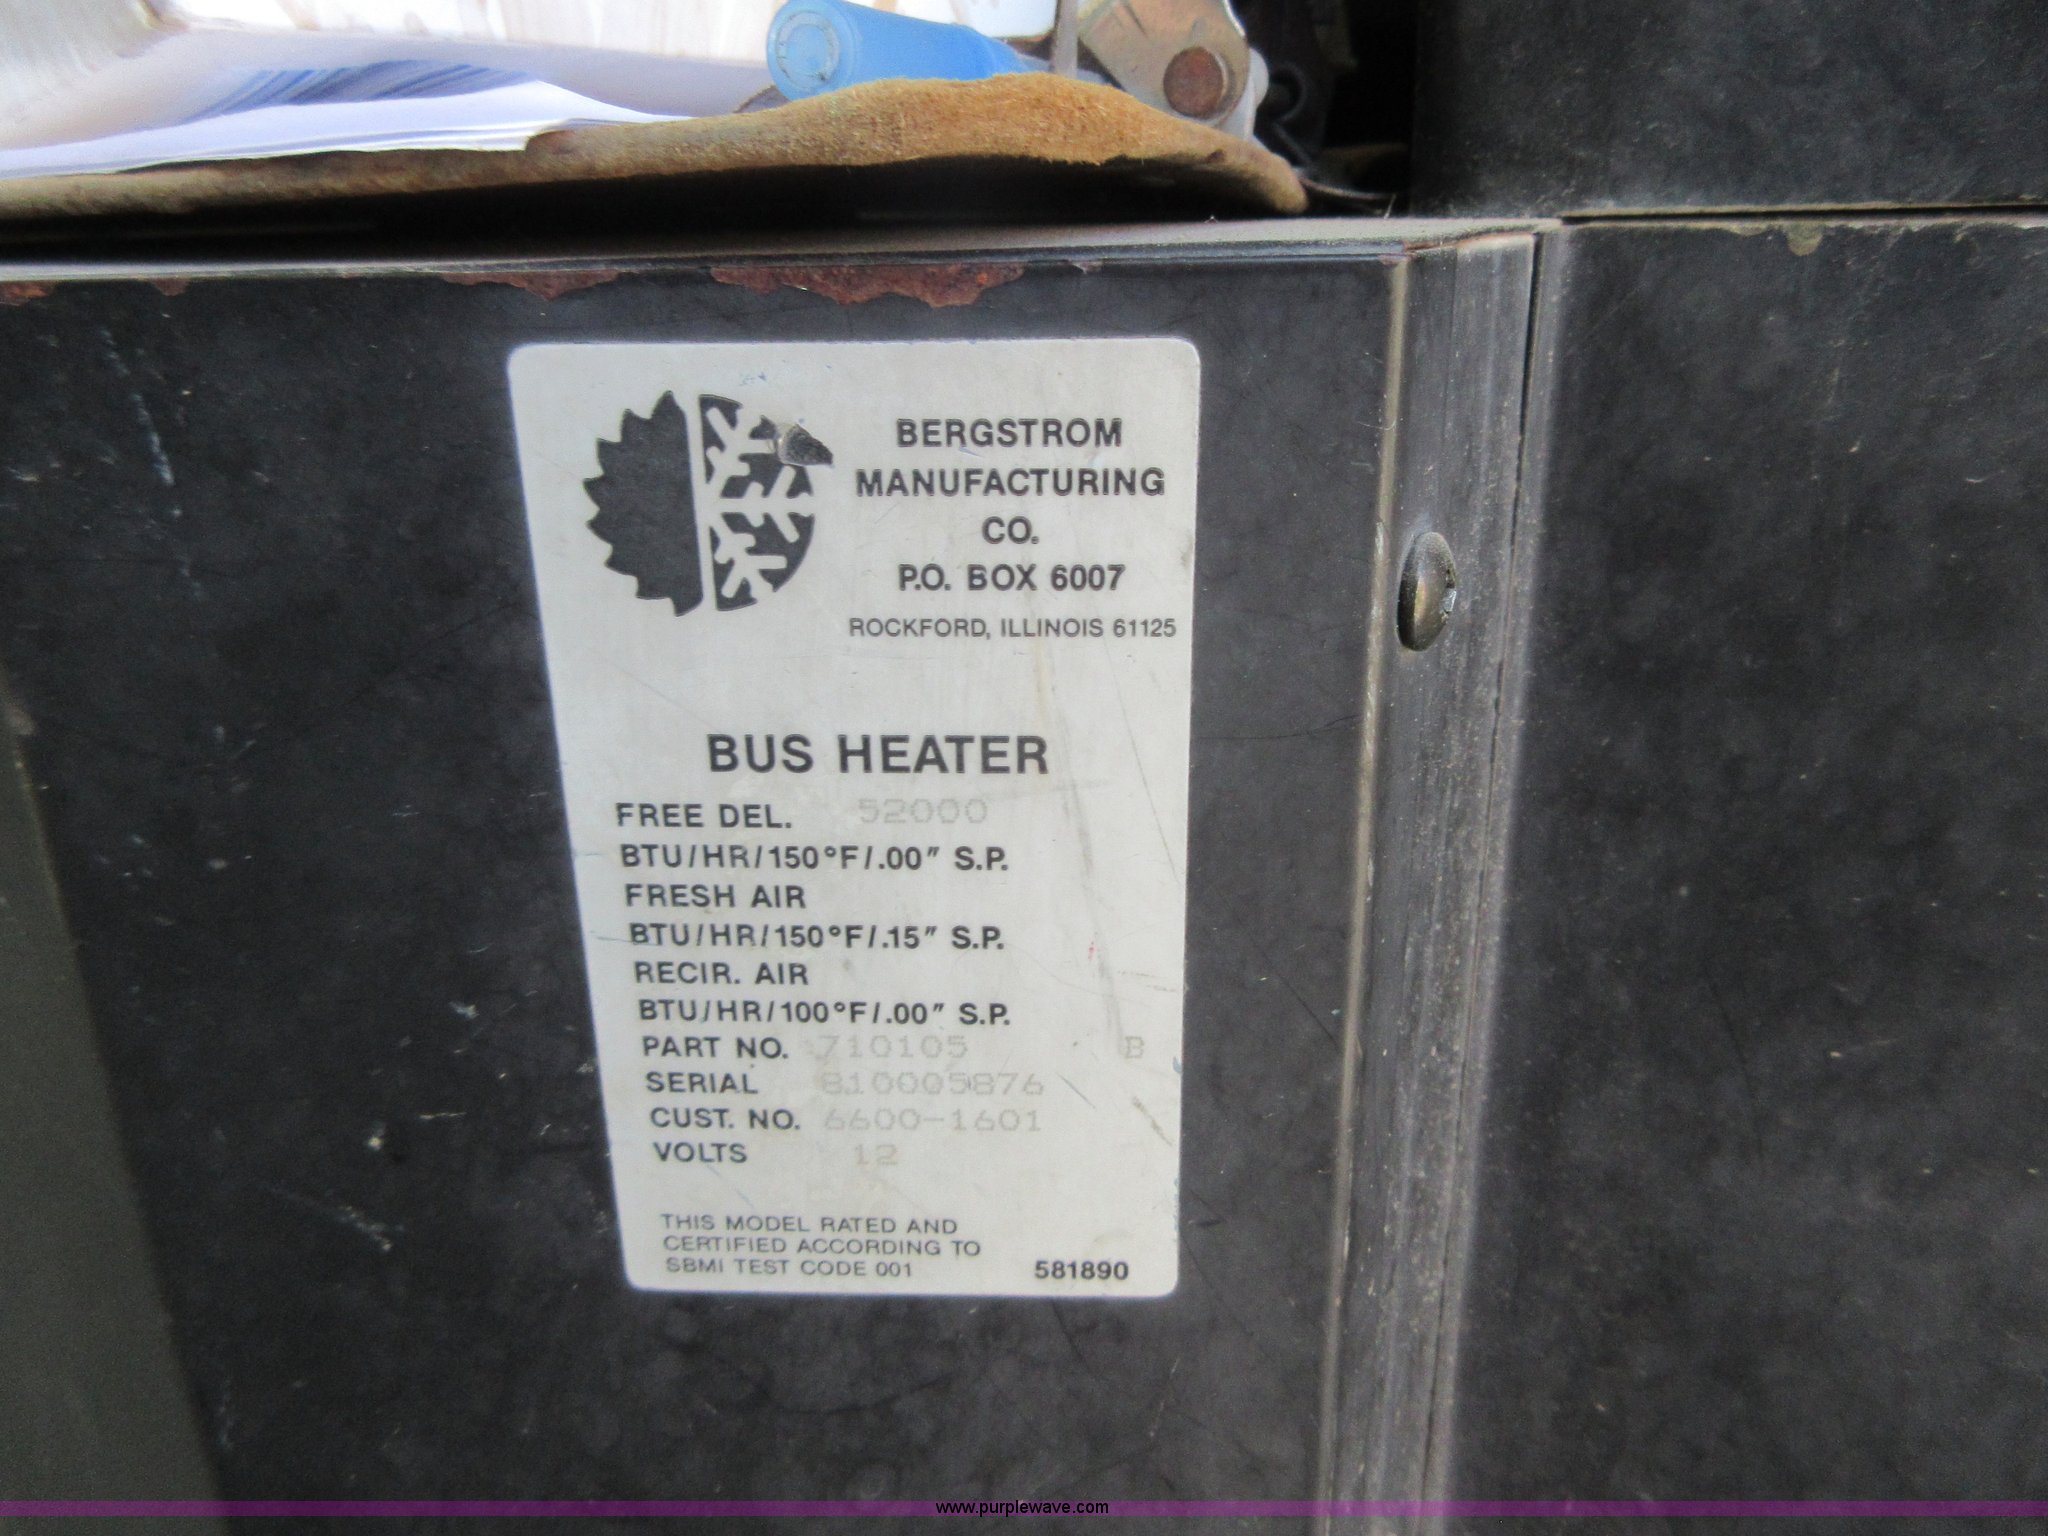 BERGSTROM
MANUFACTURING
CO.
P.O. BOX 6007
ROCKFORD, ILLINOIS 61125
BUS HEATER
FREE DEL. 52000
BTU/HR/150°F/.00" S.P.
FRESH AIR
BTU/HR/150°F/.15" S.P.
RECIR. AIR
BTU/HR/100°F/.00" S.P.
PART NO. 710105 B
SERIAL 810005876
CUST. NO. 6600-1601
VOLTS 12
THIS MODEL RATED AND
CERTIFIED ACCORDING TO
SBMI TEST CODE 001 581890
www.purplewave.com